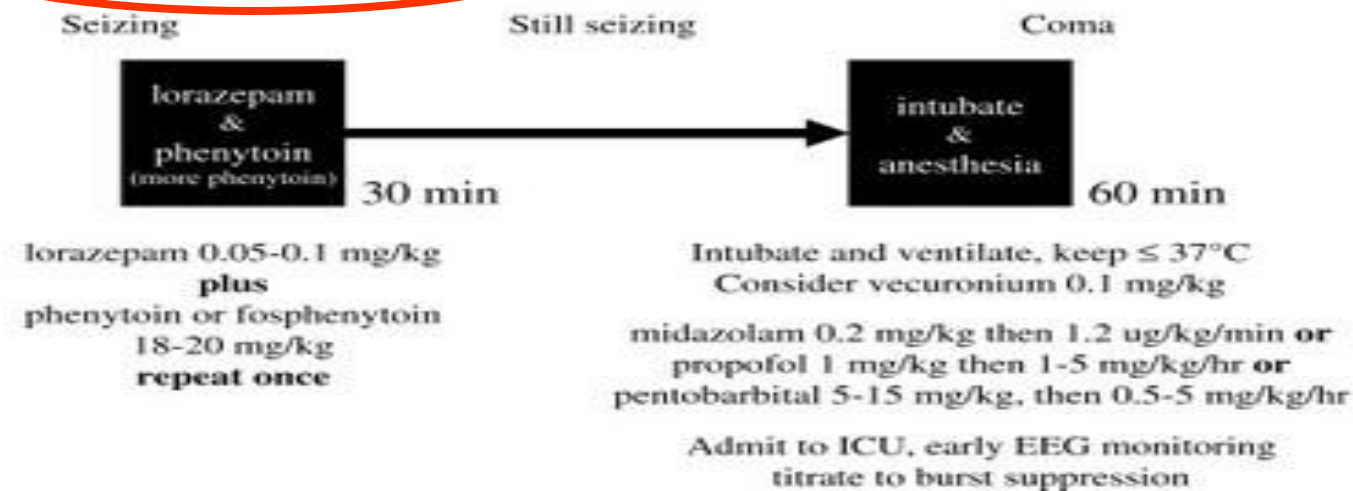 Seizing
Still seizing
Coma
lorazepam
&
phenytoin
(more phenytoin)
30 min
intubate
&
anesthesia
60 min
lorazepam 0.05-0.1 mg/kg
plus
phenytoin or fosphenytoin
18-20 mg/kg
repeat once
Intubate and ventilate, keep ≤ 37°C
Consider vecuronium 0.1 mg/kg
midazolam 0.2 mg/kg then 1.2 ug/kg/min or
propofol 1 mg/kg then 1-5 mg/kg/hr or
pentobarbital 5-15 mg/kg, then 0.5-5 mg/kg/hr
Admit to ICU, early EEG monitoring
titrate to burst suppression